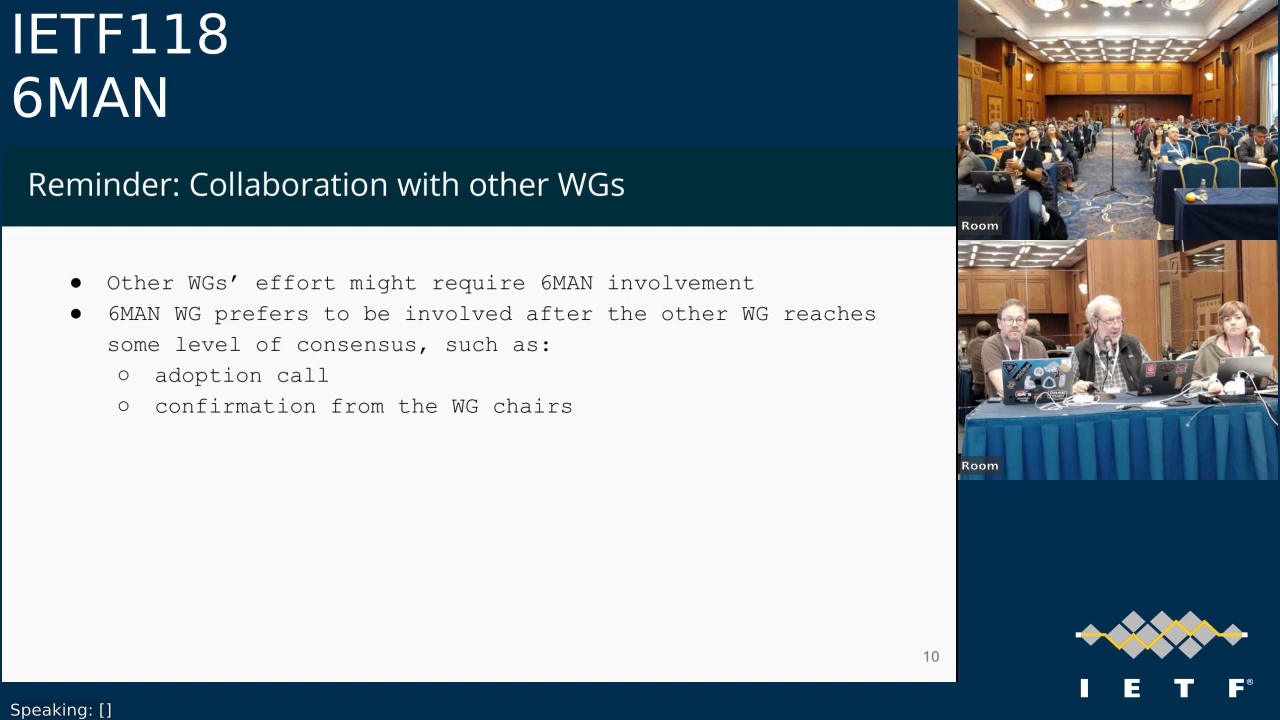 IETF118
6MAN
Reminder: Collaboration with other WGs
● Other WGs’ effort might require 6MAN involvement
● 6MAN WG prefers to be involved after the other WG reaches
some level of consensus, such as:
○ adoption call
○ confirmation from the WG chairs
10
Room
Room
I E T F®
Speaking: []